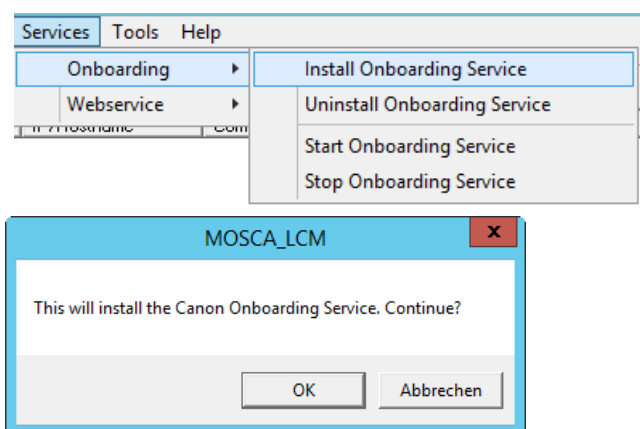 Services Tools Help
Onboarding Install Onboarding Service
Webservice Uninstall Onboarding Service
Start Onboarding Service
Stop Onboarding Service
MOSCA_LCM
This will install the Canon Onboarding Service. Continue?
OK Abbrechen